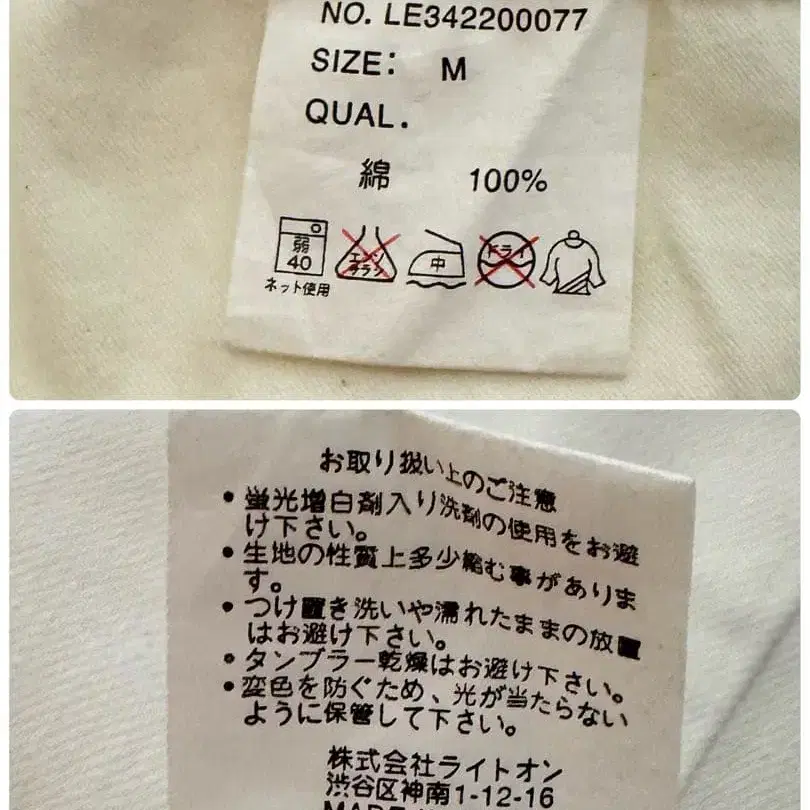 NO. LE342200077
SIZE: M
QUAL.
綿 100%
弱 エンソ 中 ドライ
40 サラシ
ネット使用
お取り扱い上のご注意
• 蛍光増白剤入り洗剤の使用をお避
け下さい。
• 生地の性質上多少縮む事がありま
す。
• つけ置き洗いや濡れたままの放置
はお避け下さい。
• タンブラー乾燥はお避け下さい。
• 変色を防ぐため、光が当たらない
ように保管して下さい。
株式会社ライトオン
渋谷区神南1-12-16
MADE